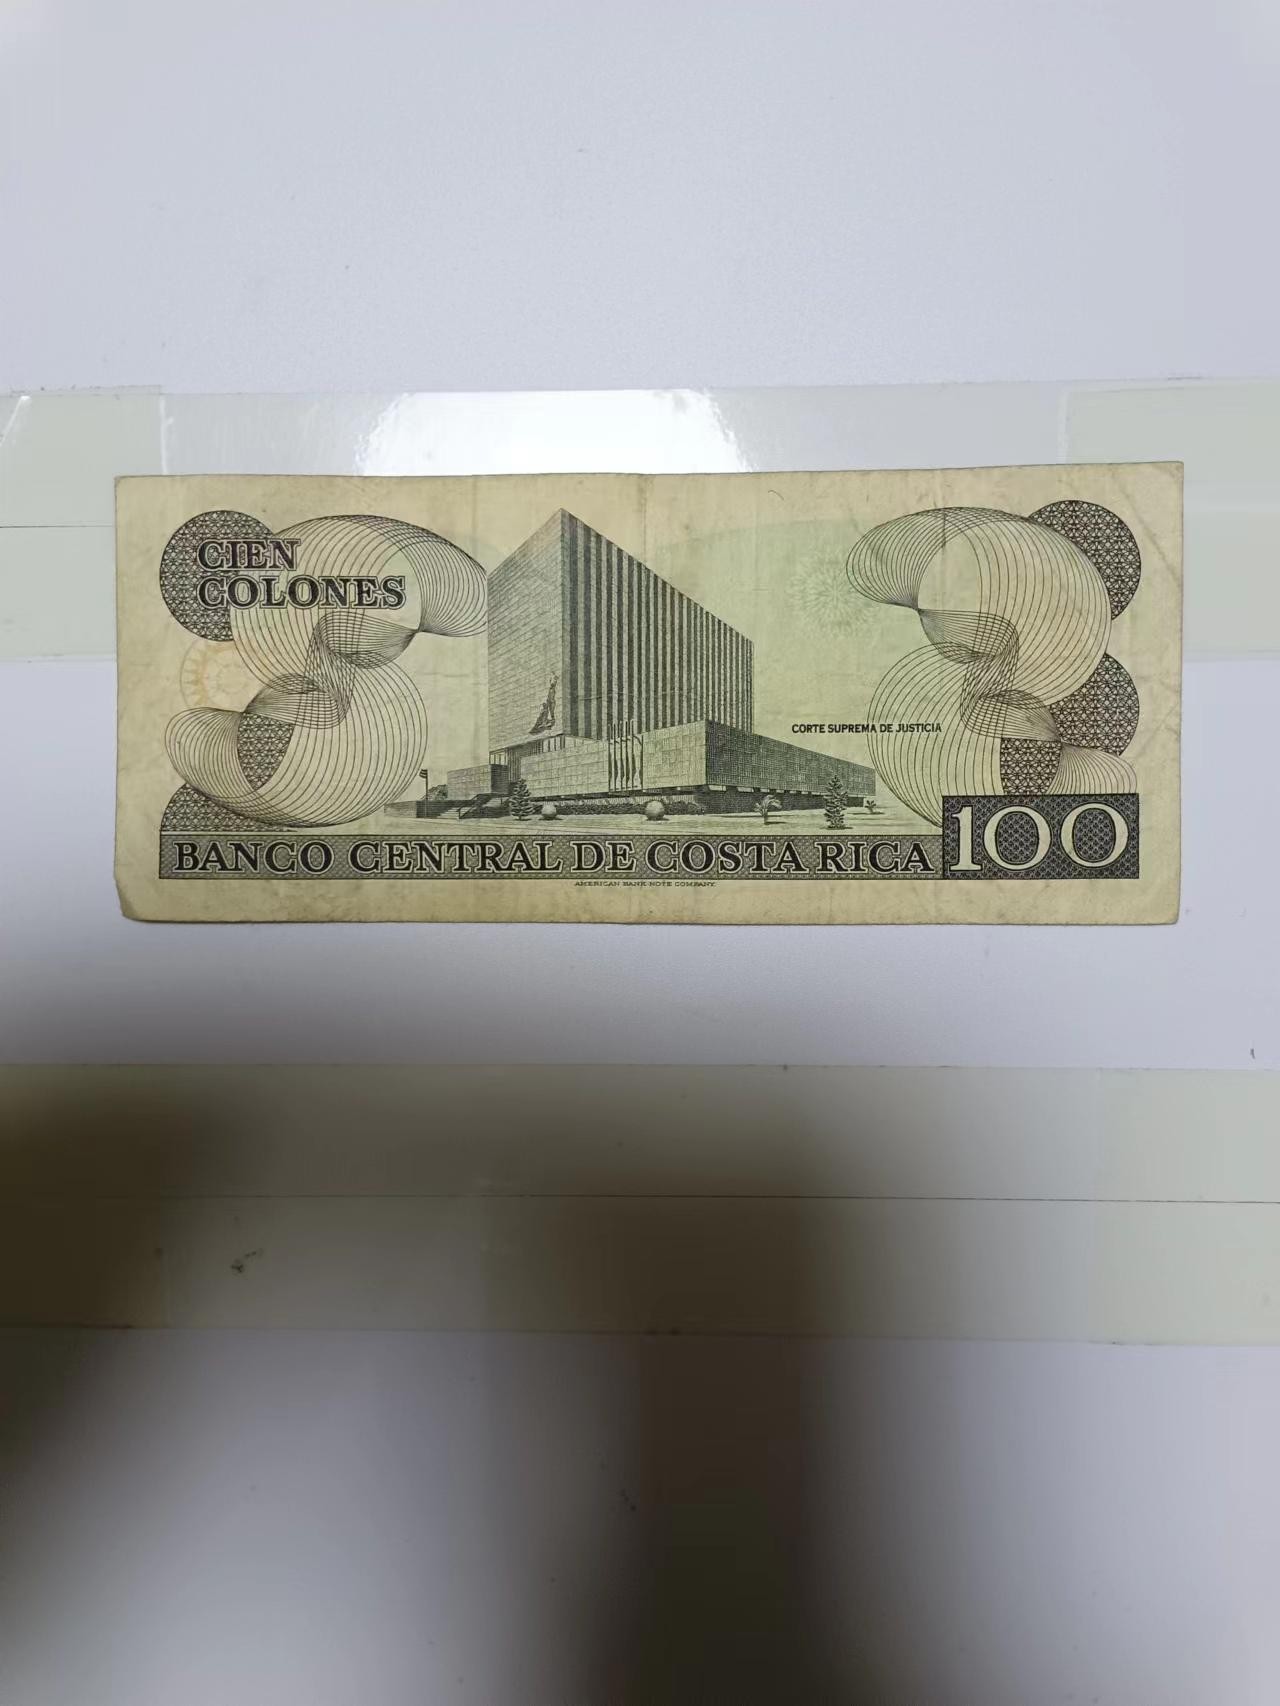 CIEN
COLONES
CORTE SUPREMA DE JUSTICIA
BANCO CENTRAL DE COSTA RICA 100
AMERICAN BANK NOTE COMPANY